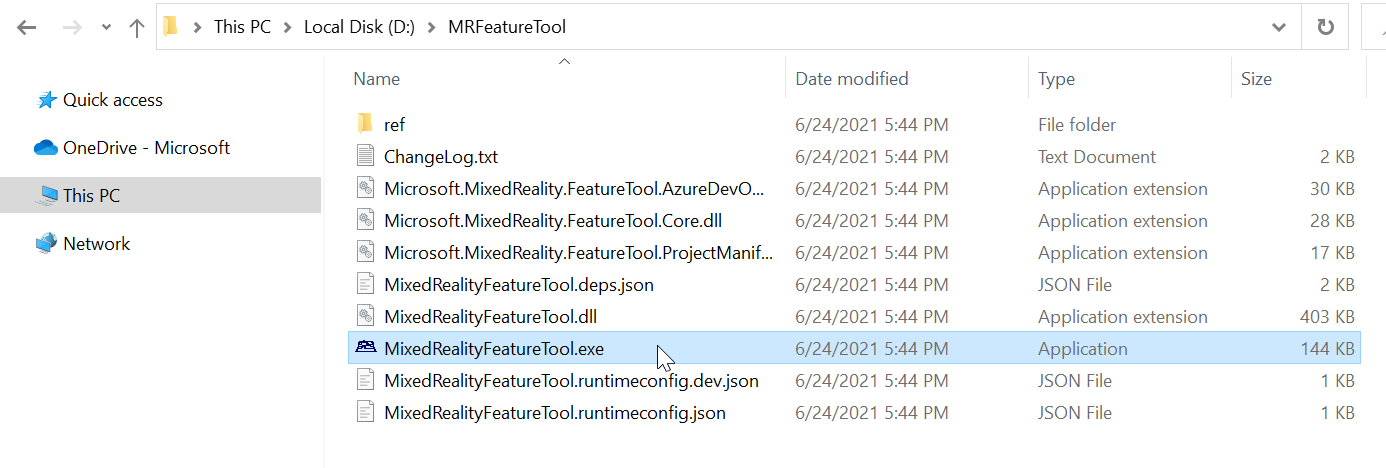 This PC > Local Disk (D:) > MRFeatureTool
Name Date modified Type Size
Quick access
OneDrive - Microsoft
This PC
Network
ref 6/24/2021 5:44 PM File folder
ChangeLog.txt 6/24/2021 5:44 PM Text Document 2 KB
Microsoft.MixedReality.FeatureTool.AzureDevO... 6/24/2021 5:44 PM Application extension 30 KB
Microsoft.MixedReality.FeatureTool.Core.dll 6/24/2021 5:44 PM Application extension 28 KB
Microsoft.MixedReality.FeatureTool.ProjectManif... 6/24/2021 5:44 PM Application extension 17 KB
MixedRealityFeatureTool.deps.json 6/24/2021 5:44 PM JSON File 2 KB
MixedRealityFeatureTool.dll 6/24/2021 5:44 PM Application extension 403 KB
MixedRealityFeatureTool.exe 6/24/2021 5:44 PM Application 144 KB
MixedRealityFeatureTool.runtimeconfig.dev.json 6/24/2021 5:44 PM JSON File 1 KB
MixedRealityFeatureTool.runtimeconfig.json 6/24/2021 5:44 PM JSON File 1 KB